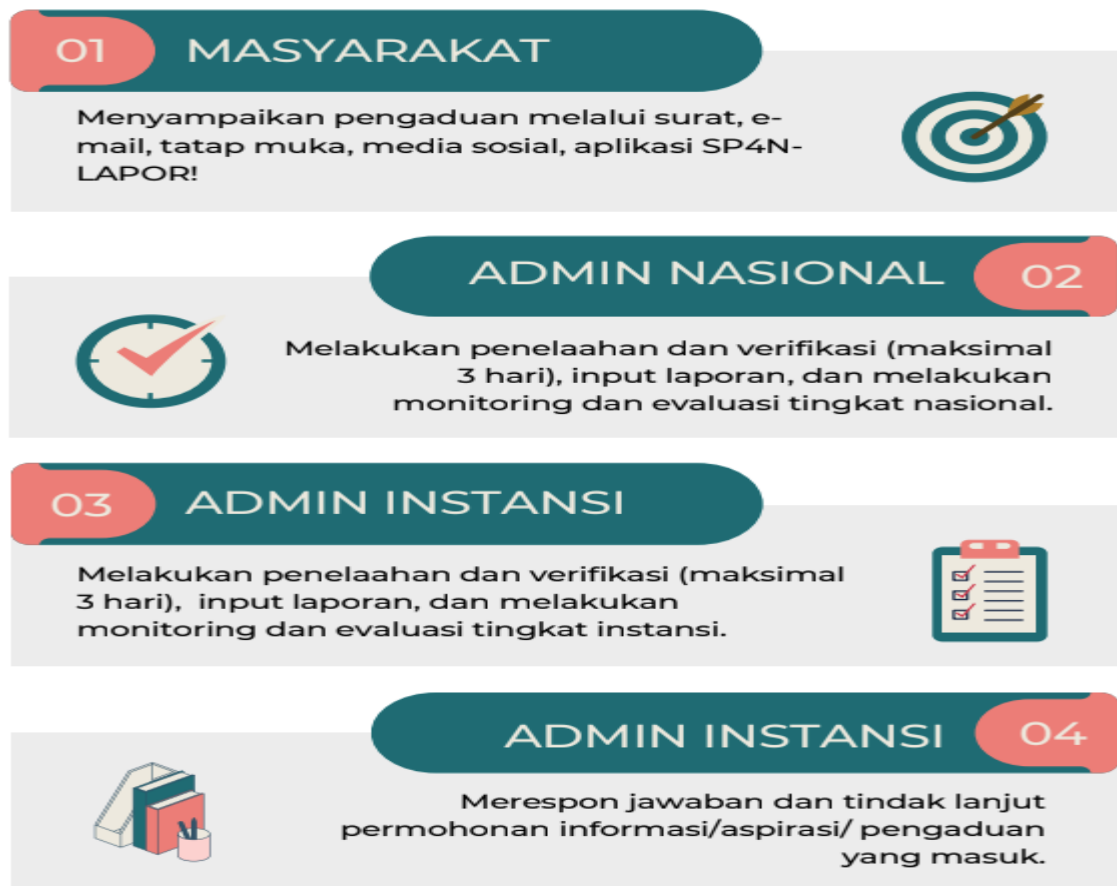 01 MASYARAKAT
Menyampaikan pengaduan melalui surat, e-
mail, tatap muka, media sosial, aplikasi SP4N-
LAPOR!
ADMIN NASIONAL 02
Melakukan penelaahan dan verifikasi (maksimal
3 hari), input laporan, dan melakukan
monitoring dan evaluasi tingkat nasional.
03 ADMIN INSTANSI
Melakukan penelaahan dan verifikasi (maksimal
3 hari), input laporan, dan melakukan
monitoring dan evaluasi tingkat instansi.
ADMIN INSTANSI 04
Merespon jawaban dan tindak lanjut
permohonan informasi/aspirasi/ pengaduan
yang masuk.